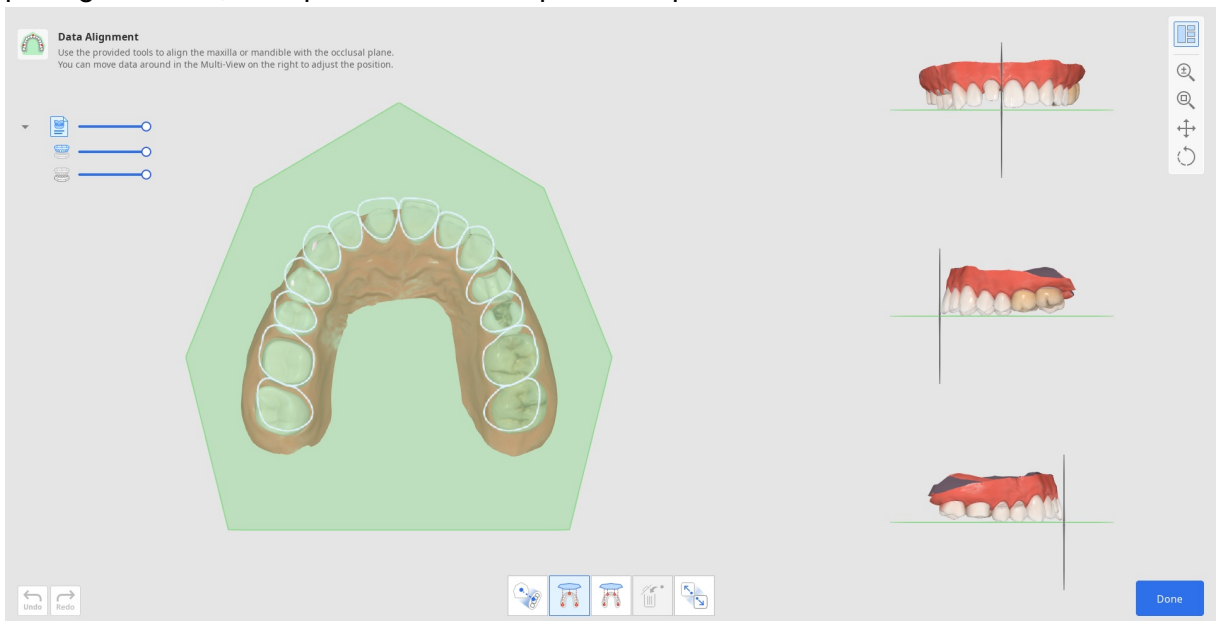 Data Alignment
Use the provided tools to align the maxilla or mandible with the occlusal plane.
You can move data around in the Multi-View on the right to adjust the position.
Undo
Redo
Done